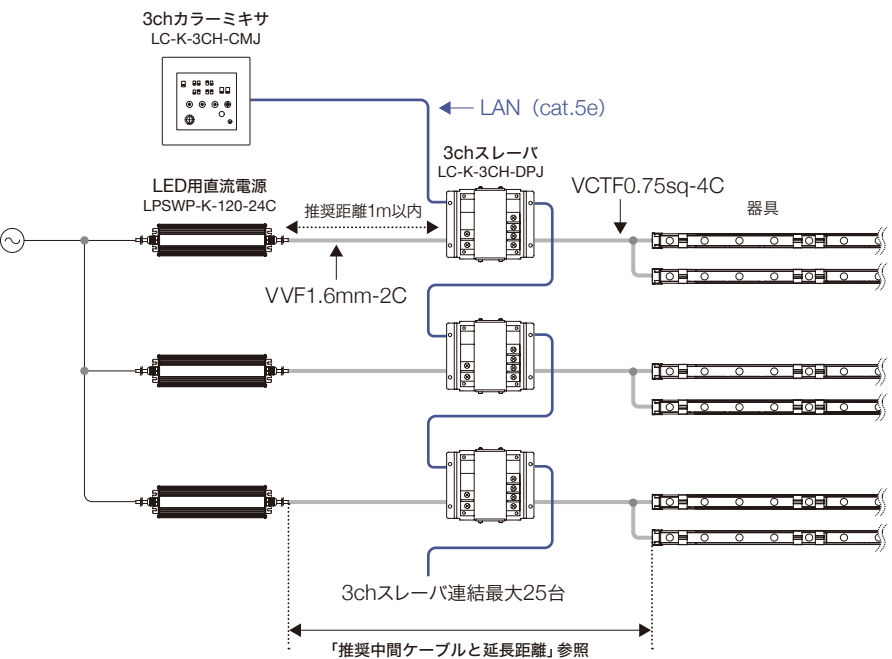 3chカラーミキサ
LC-K-3CH-CMJ
LAN（cat.5e）
3chスレーバ
LC-K-3CH-DPJ
LED用直流電源
LPSWP-K-120-24C
推奨距離1m以内
VCTF0.75sq-4C
器具
VVF1.6mm-2C
3chスレーバ連結最大25台
「推奨中間ケーブルと延長距離」参照